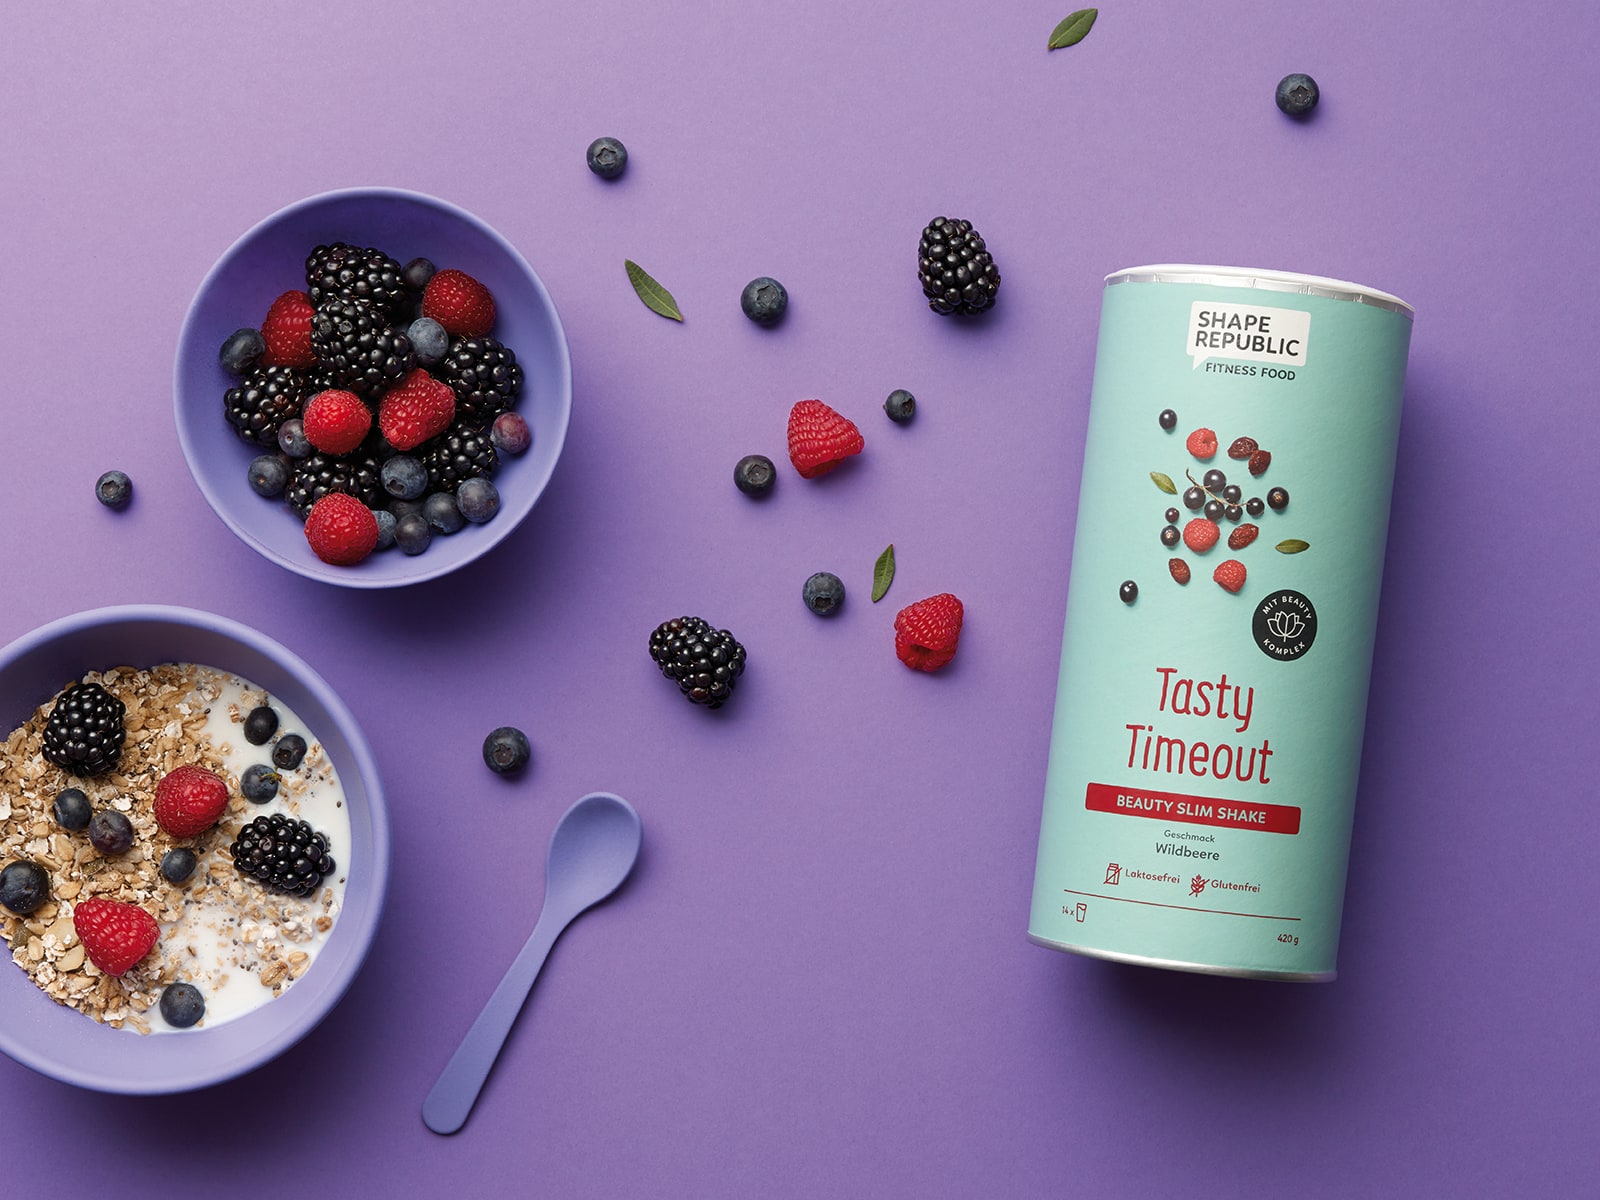 SHAPE
REPUBLIC
FITNESS FOOD
MIT BEAUTY
KOMPLEX
Tasty
Timeout
BEAUTY SLIM SHAKE
Geschmack
Wildbeere
Laktosefrei Glutenfrei
14 x
420 g